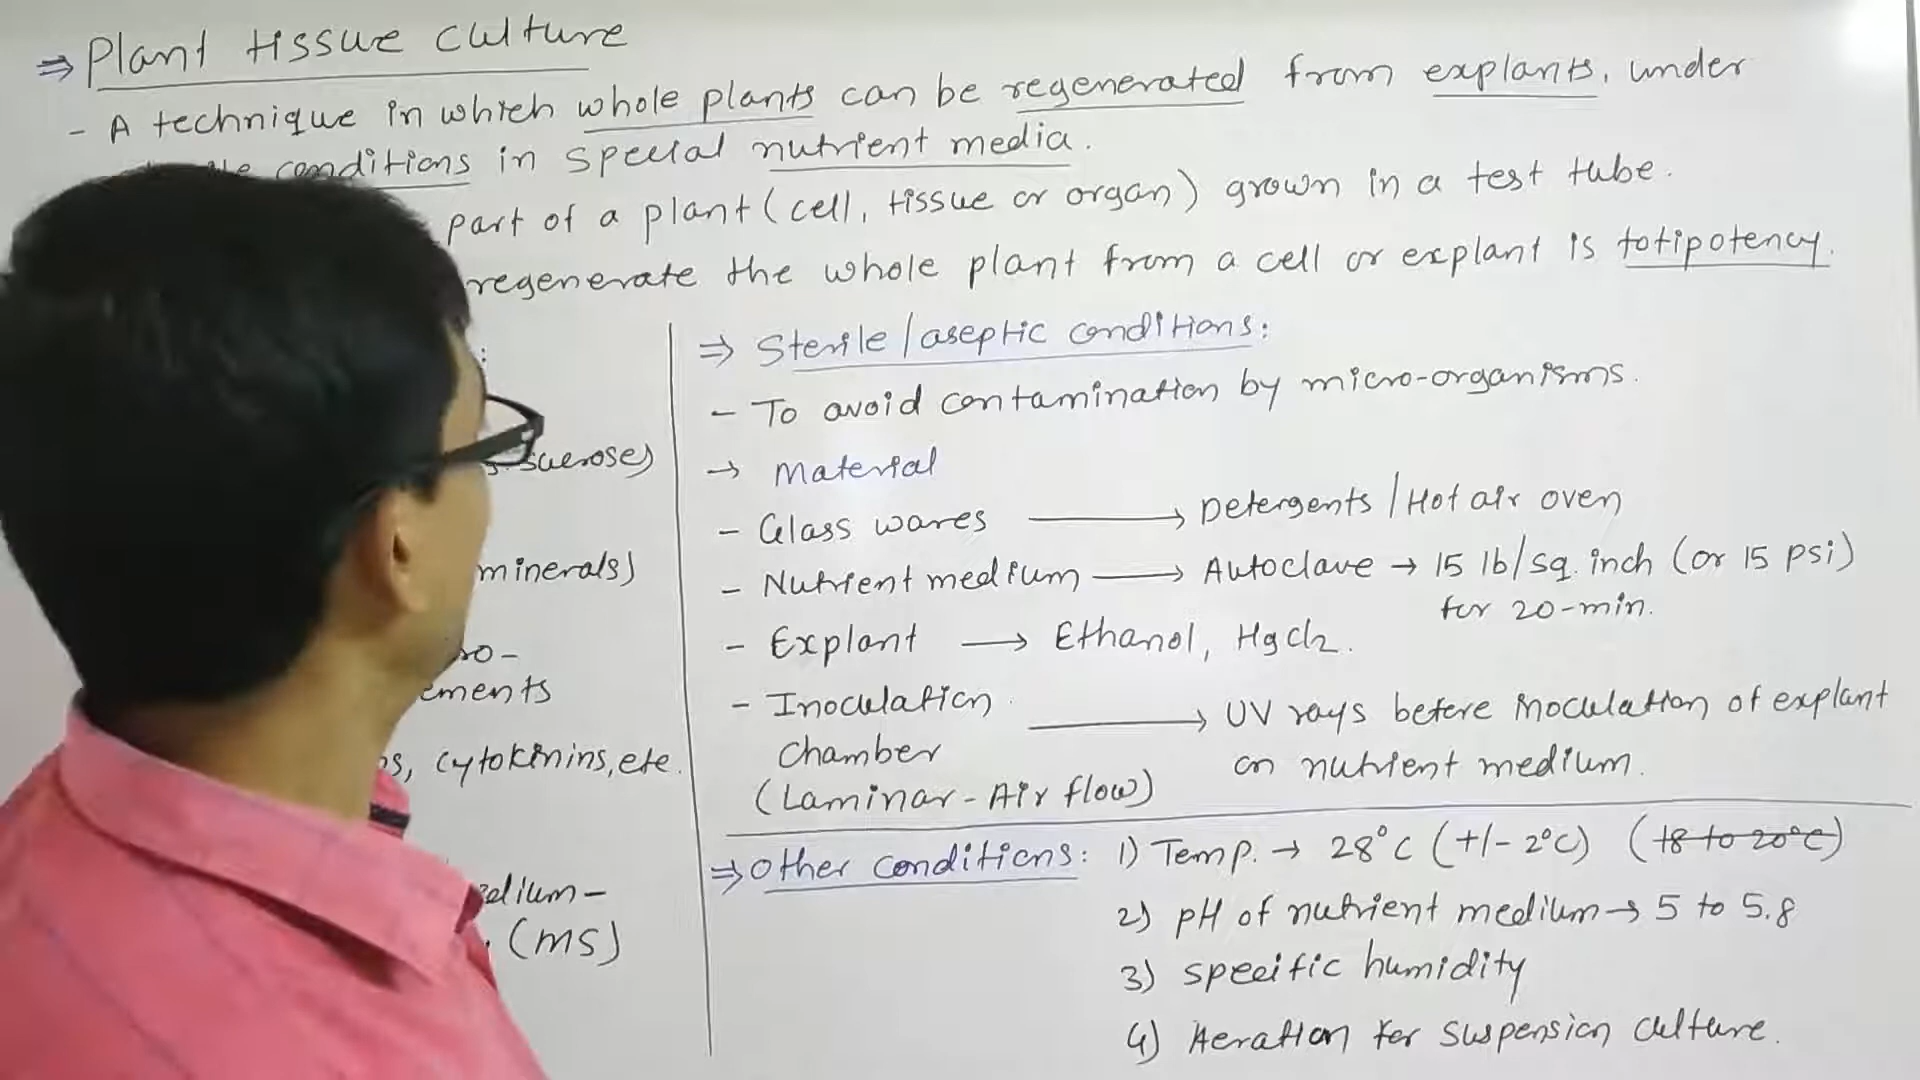 ⇒ Plant tissue culture
- A technique in which whole plants can be regenerated from explants, under
conditions in special nutrient media.
part of a plant (cell, tissue or organ) grown in a test tube.
regenerate the whole plant from a cell or explant is totipotency.
sucrose)
minerals)
ements
cytokinins, etc.
(MS)
⇒ Sterile/aseptic conditions:
- To avoid contamination by micro-organisms.
→ Material
- Glass wares → Detergents / Hot air oven
- Nutrient medium → Autoclave → 15 lb/sq. inch (or 15 psi)
for 20-min.
- Explant → Ethanol, HgCl2.
- Inoculation → UV rays before inoculation of explant
chamber on nutrient medium.
(Laminar-Air flow)
⇒ Other conditions: 1) Temp. → 28°C (+/- 2°C) (18 to 20°C)
2) pH of nutrient medium → 5 to 5.8
3) specific humidity
4) Aeration for suspension culture.